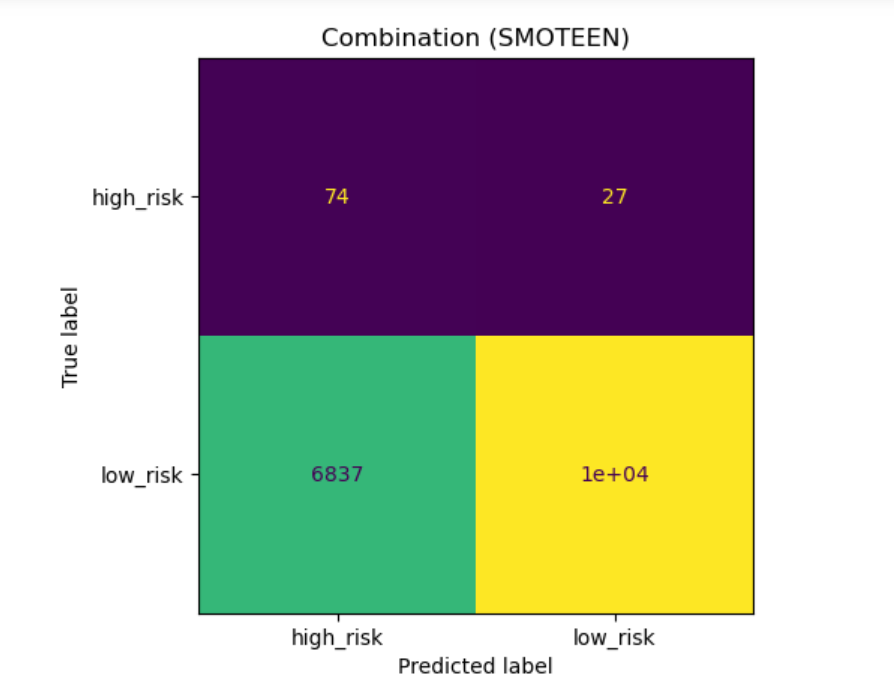 Combination (SMOTEEN)
high_risk
74
27
True label
low_risk
6837
1e+04
high_risk
low_risk
Predicted label